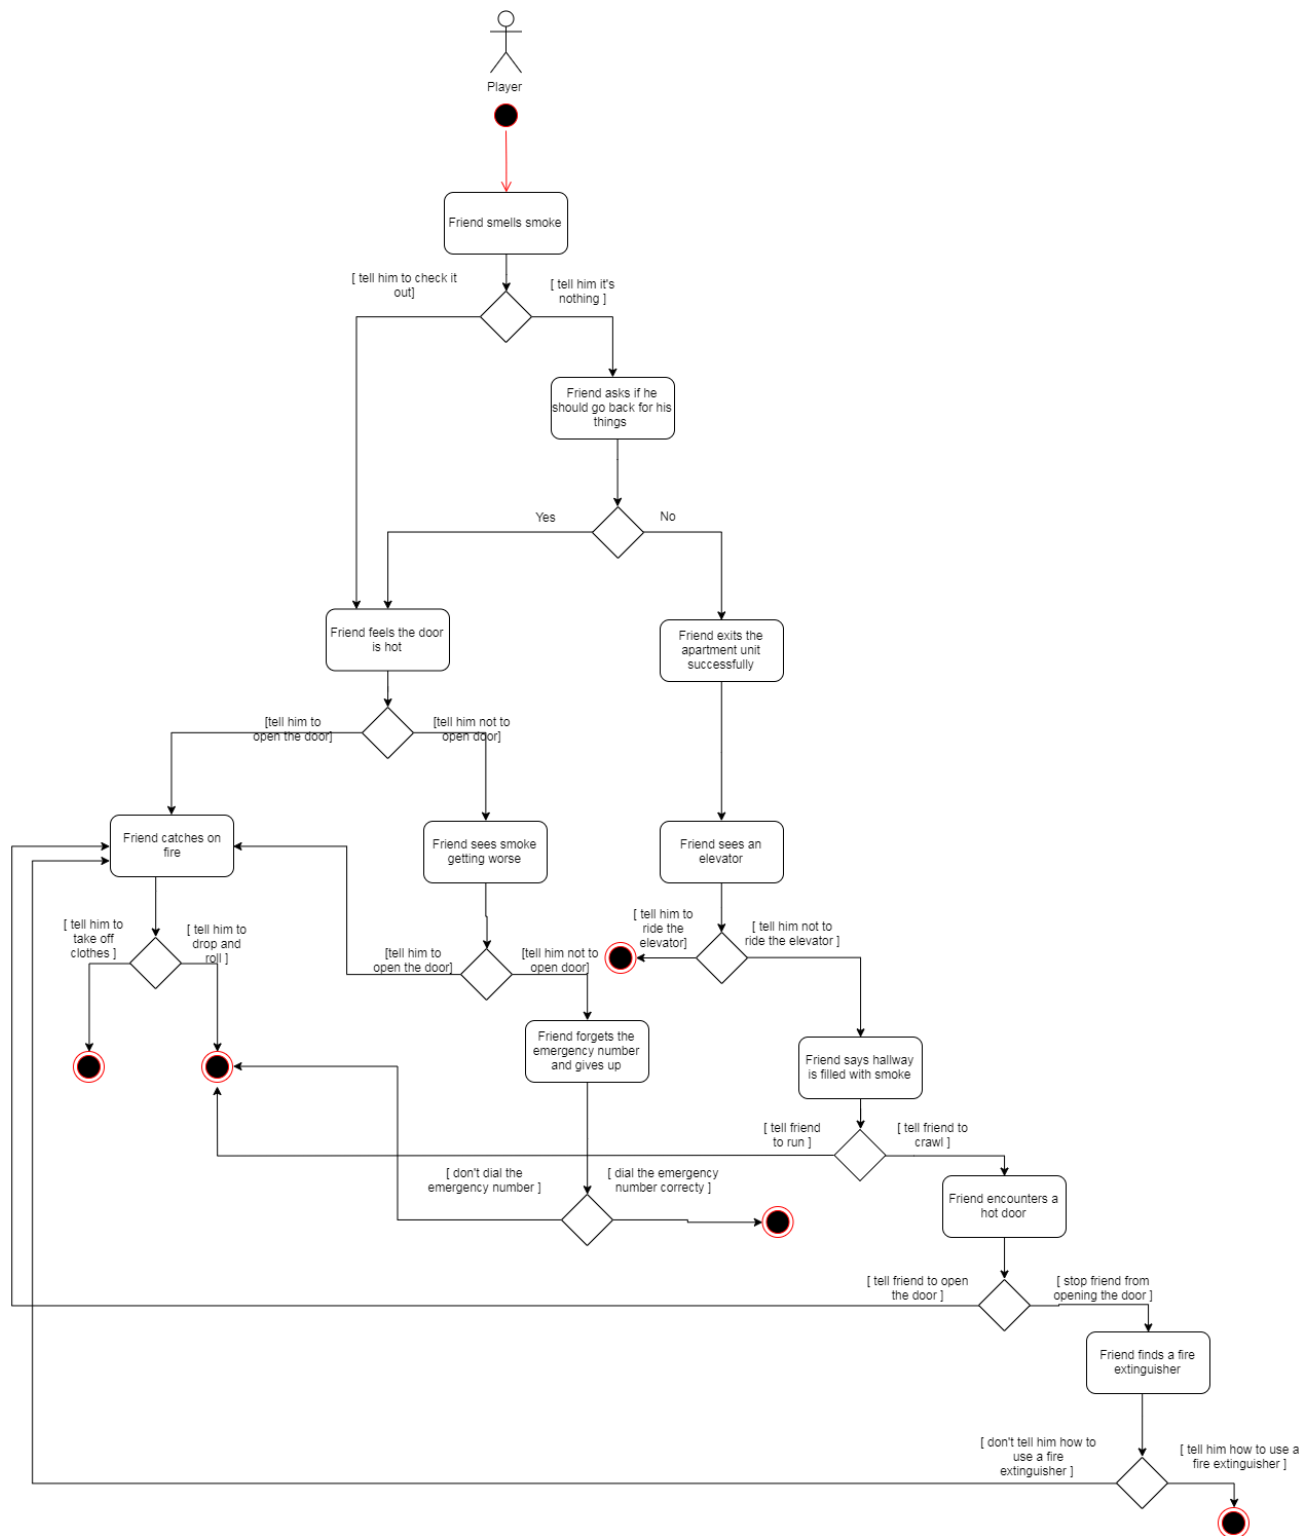 Player
Friend smells smoke
[ tell him to check it
out]
[ tell him it's
nothing ]
Friend asks if he
should go back for his
things
Yes
No
Friend feels the door
is hot
Friend exits the
apartment unit
successfully
[tell him to
open the door]
[tell him not to
open door]
Friend catches on
fire
Friend sees smoke
getting worse
Friend sees an
elevator
[ tell him to
take off
clothes ]
[ tell him to
drop and
roll ]
[tell him to
open the door]
[tell him not to
open door]
[ tell him to
ride the
elevator]
[ tell him not to
ride the elevator ]
Friend forgets the
emergency number
and gives up
Friend says hallway
is filled with smoke
[ tell friend
to run ]
[ tell friend to
crawl ]
[ don't dial the
emergency number ]
[ dial the emergency
number correcty ]
Friend encounters a
hot door
[ tell friend to open
the door ]
[ stop friend from
opening the door ]
Friend finds a fire
extinguisher
[ don't tell him how to
use a fire
extinguisher ]
[ tell him how to use a
fire extinguisher ]